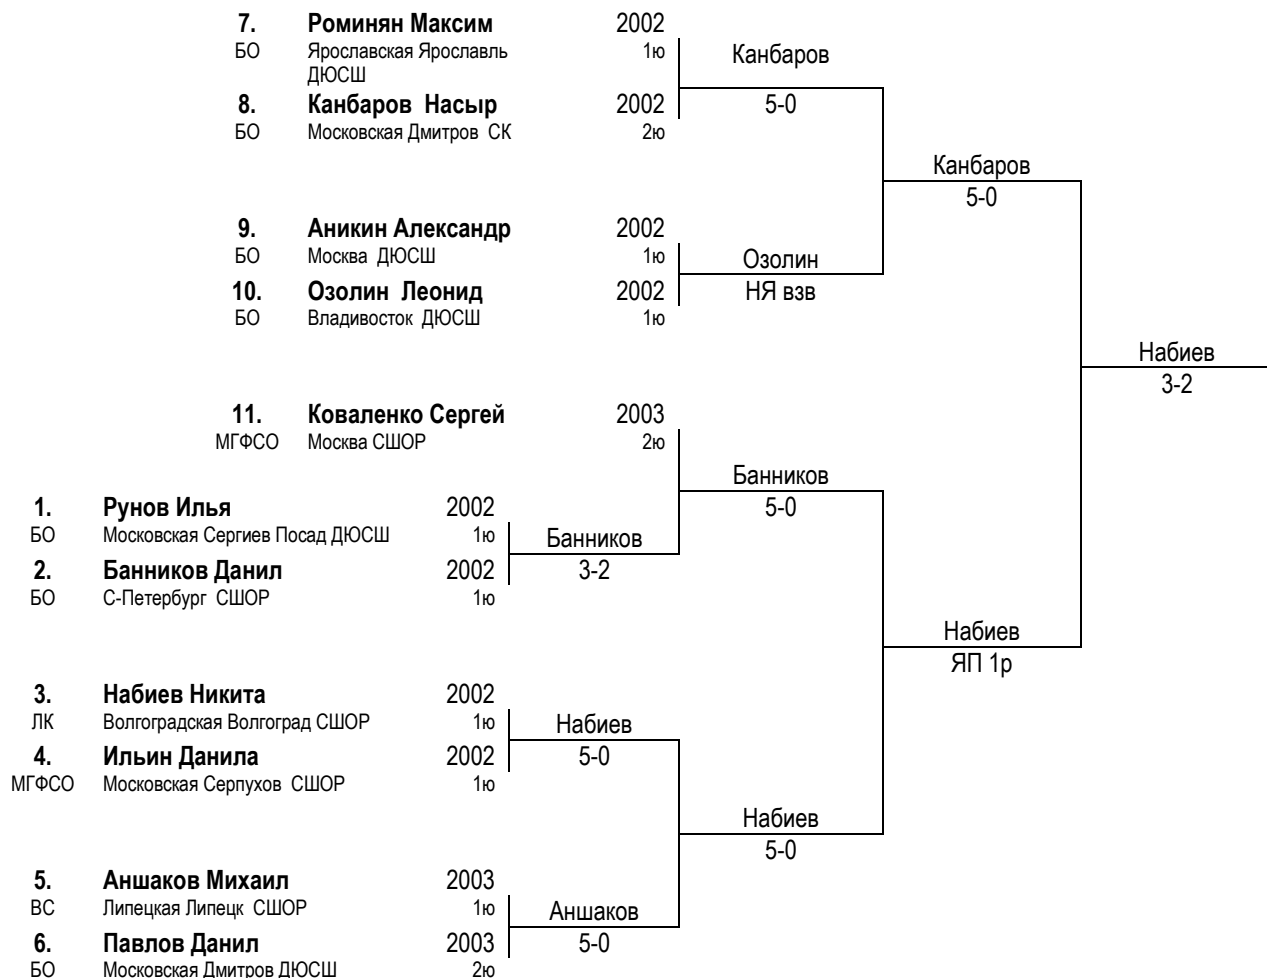 7. Роминян Максим 2002
БО Ярославская Ярославль 1ю Канбаров
ДЮСШ
8. Канбаров Насыр 2002 5-0
БО Московская Дмитров СК 2ю
Канбаров
5-0
9. Аникин Александр 2002
БО Москва ДЮСШ 1ю Озолин
10. Озолин Леонид 2002 НЯ взв
БО Владивосток ДЮСШ 1ю
Набиев
3-2
11. Коваленко Сергей 2003
МГФСО Москва СШОР 2ю
Банников
1. Рунов Илья 2002 5-0
БО Московская Сергиев Посад ДЮСШ 1ю Банников
2. Банников Данил 2002 3-2
БО С-Петербург СШОР 1ю
Набиев
ЯП 1р
3. Набиев Никита 2002
ЛК Волгоградская Волгоград СШОР 1ю Набиев
4. Ильин Данила 2002 5-0
МГФСО Московская Серпухов СШОР 1ю
Набиев
5-0
5. Аншаков Михаил 2003
ВС Липецкая Липецк СШОР 1ю Аншаков
6. Павлов Данил 2003 5-0
БО Московская Дмитров ДЮСШ 2ю